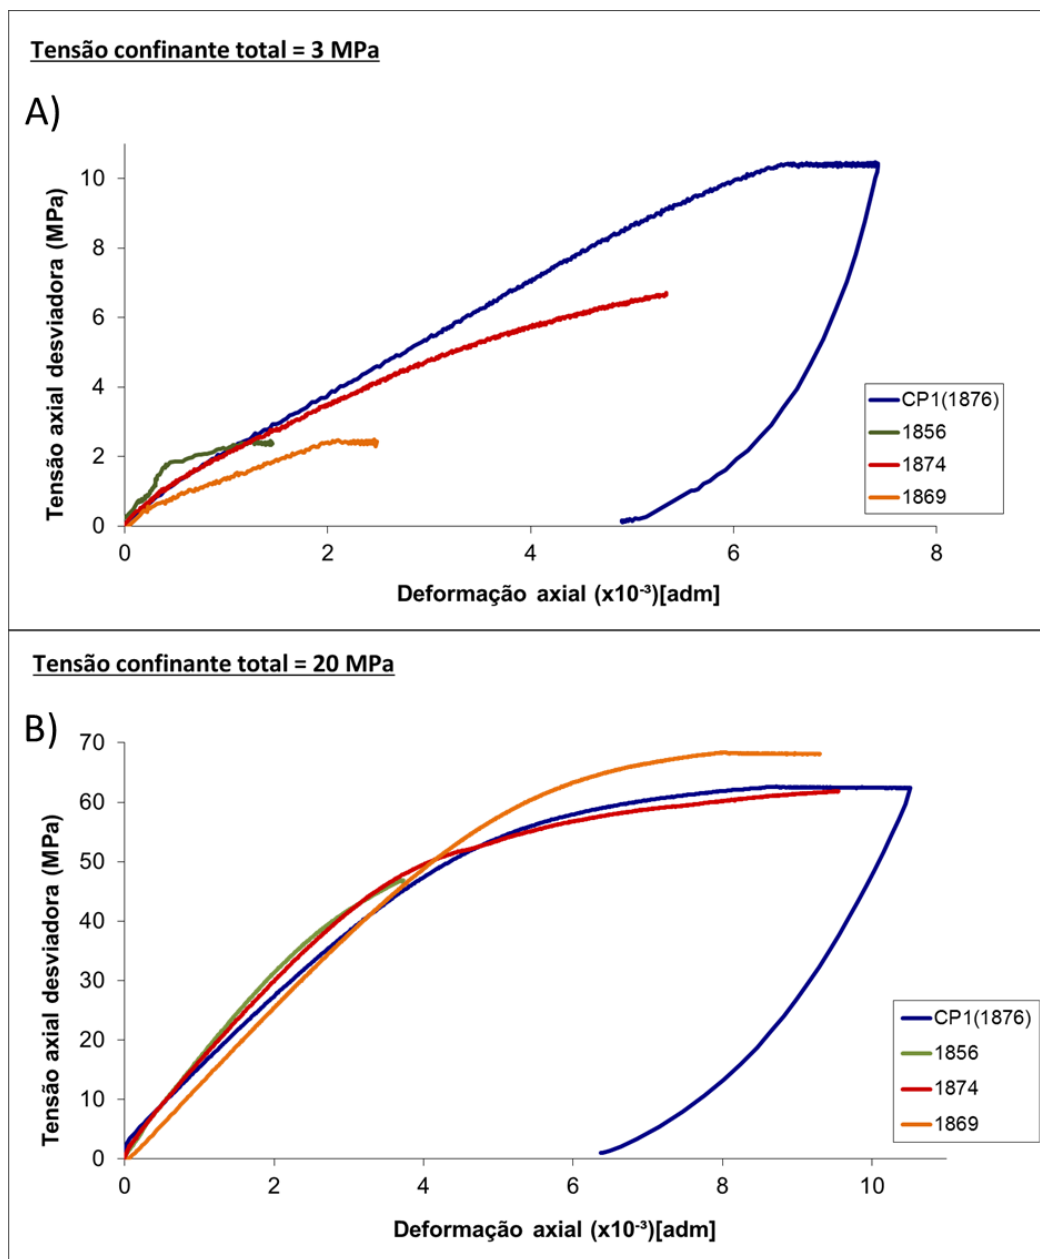 Tensão confinante total = 3 MPa
A)
Tensão axial desviadora (MPa)
10
8
6
4
2
0
0 2 4 6 8
Deformação axial (x10⁻³)[adm]
CP1(1876)
1856
1874
1869
Tensão confinante total = 20 MPa
B)
Tensão axial desviadora (MPa)
70
60
50
40
30
20
10
0
0 2 4 6 8 10
Deformação axial (x10⁻³)[adm]
CP1(1876)
1856
1874
1869